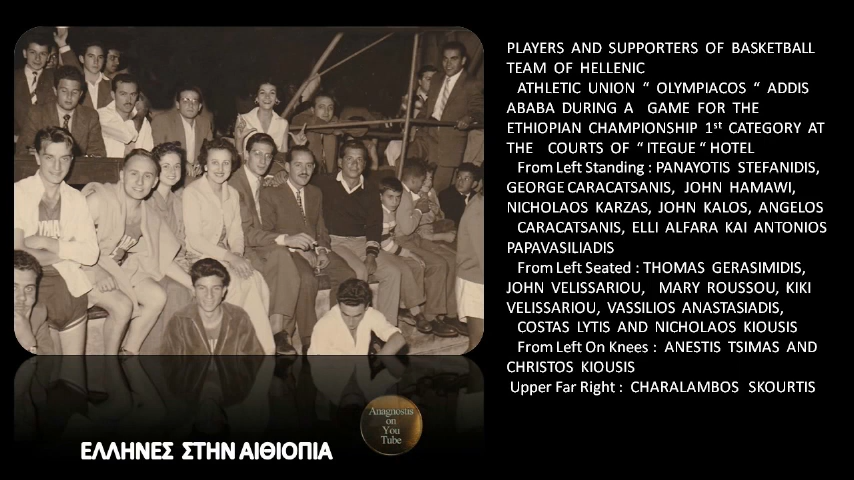 PLAYERS AND SUPPORTERS OF BASKETBALL
TEAM OF HELLENIC
ATHLETIC UNION “ OLYMPIACOS “ ADDIS
ABABA DURING A GAME FOR THE
ETHIOPIAN CHAMPIONSHIP 1st CATEGORY AT
THE COURTS OF “ ITEGUE “ HOTEL
From Left Standing : PANAYOTIS STEFANIDIS,
GEORGE CARACATSANIS, JOHN HAMAWI,
NICHOLAOS KARZAS, JOHN KALOS, ANGELOS
CARACATSANIS, ELLI ALFARA KAI ANTONIOS
PAPAVASILIADIS
From Left Seated : THOMAS GERASIMIDIS,
JOHN VELISSARIOU, MARY ROUSSOU, KIKI
VELISSARIOU, VASSILIOS ANASTASIADIS,
COSTAS LYTIS AND NICHOLAOS KIOUSIS
From Left On Knees : ANESTIS TSIMAS AND
CHRISTOS KIOUSIS
Upper Far Right : CHARALAMBOS SKOURTIS
Anagnostis
on
You
Tube
ΕΛΛΗΝΕΣ ΣΤΗΝ ΑΙΘΙΟΠΙΑ